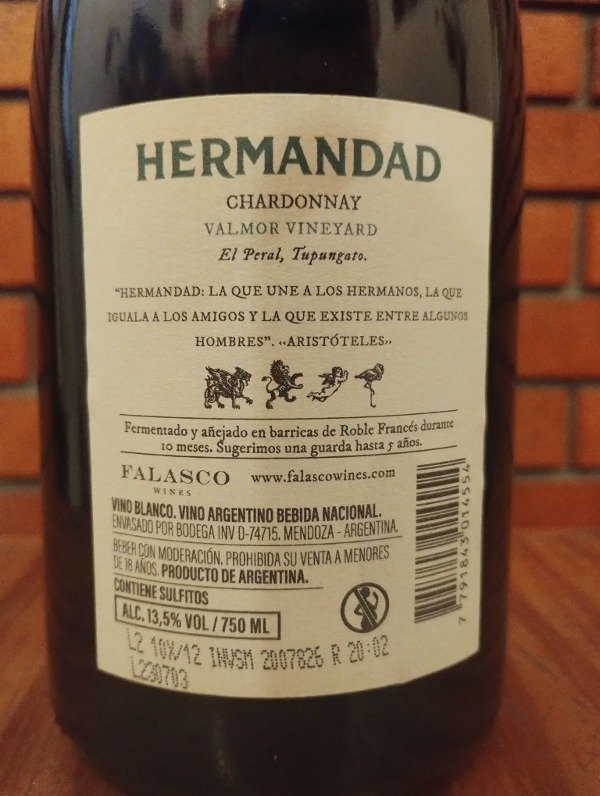 HERMANDAD
CHARDONNAY
VALMOR VINEYARD
El Peral, Tupungato.
"HERMANDAD: LA QUE UNE A LOS HERMANOS, LA QUE
IGUALA A LOS AMIGOS Y LA QUE EXISTE ENTRE ALGUNOS
HOMBRES". «ARISTÓTELES»
Fermentado y añejado en barricas de Roble Francés durante
10 meses. Sugerimos una guarda hasta 5 años.
FALASCO
WINES
www.falascowines.com
VINO BLANCO. VINO ARGENTINO BEBIDA NACIONAL.
ENVASADO POR BODEGA INV D-74715. MENDOZA - ARGENTINA.
BEBER CON MODERACIÓN. PROHIBIDA SU VENTA A MENORES
DE 18 AÑOS. PRODUCTO DE ARGENTINA.
CONTIENE SULFITOS
ALC. 13,5% VOL / 750 ML
7 791843 014554
L2 10X/12 INVSM 2007826 R 20:02
L230703